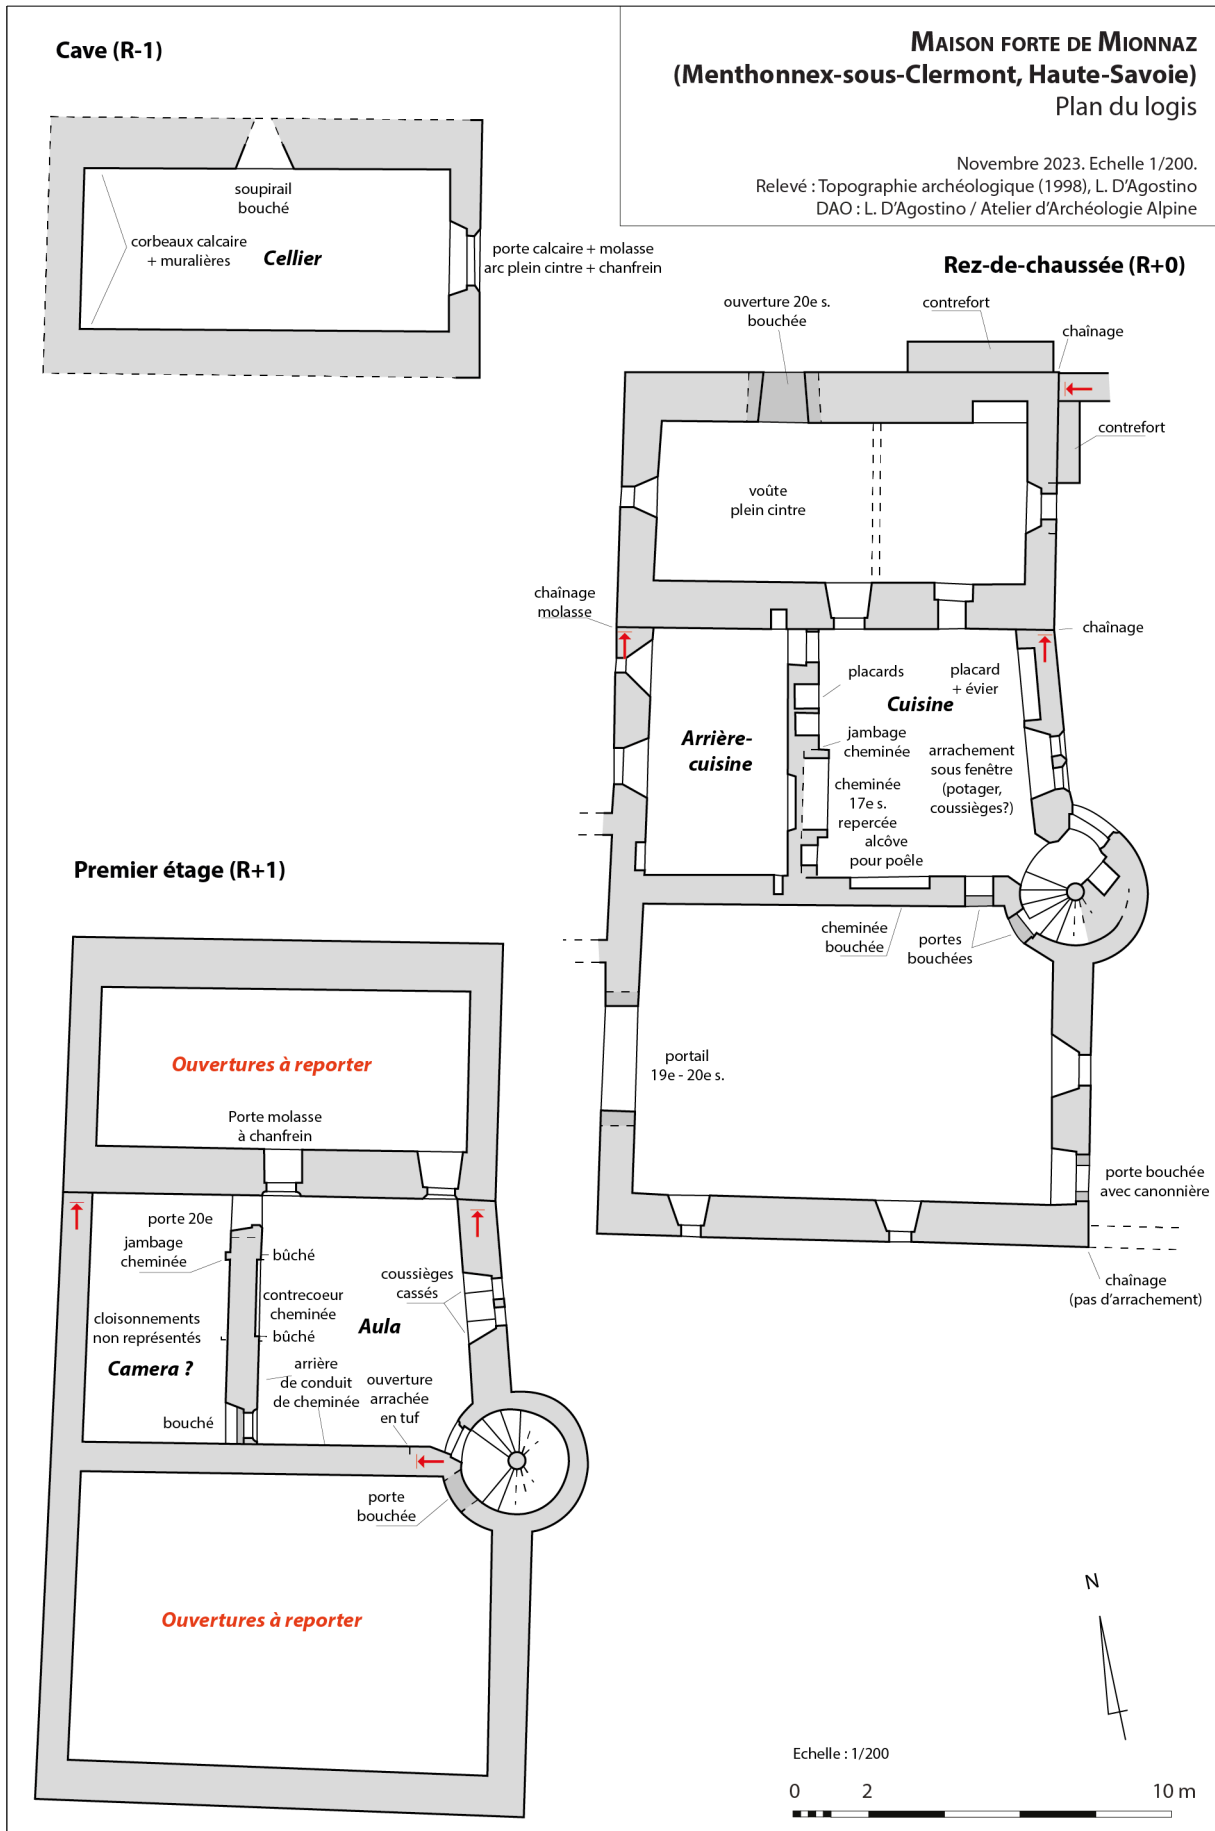 Cave (R-1)
MAISON FORTE DE MIONNAZ
(Menthonnex-sous-Clermont, Haute-Savoie)
Plan du logis
Novembre 2023. Echelle 1/200.
Relevé : Topographie archéologique (1998), L. D’Agostino
DAO : L. D’Agostino / Atelier d’Archéologie Alpine
soupirail
bouché
corbeaux calcaire
+ muralières
Cellier
porte calcaire + molasse
arc plein cintre + chanfrein
Rez-de-chaussée (R+0)
ouverture 20e s.
bouchée
contrefort
chaînage
contrefort
voûte
plein cintre
chaînage
molasse
chaînage
placards
placard
+ évier
Cuisine
Arrière-
cuisine
jambage
cheminée
arrachement
sous fenêtre
(potager,
coussièges?)
cheminée
17e s.
repercée
alcôve
pour poêle
cheminée
bouchée
portes
bouchées
portail
19e - 20e s.
porte bouchée
avec canonnière
chaînage
(pas d’arrachement)
Premier étage (R+1)
Ouvertures à reporter
Porte molasse
à chanfrein
porte 20e
jambage
cheminée
bûché
coussièges
cassés
contrecoeur
cheminée
cloisonnements
non représentés
bûché
Aula
Camera ?
arrière
de conduit
de cheminée
ouverture
arrachée
en tuf
bouché
porte
bouchée
Ouvertures à reporter
N
Echelle : 1/200
0 2 10 m